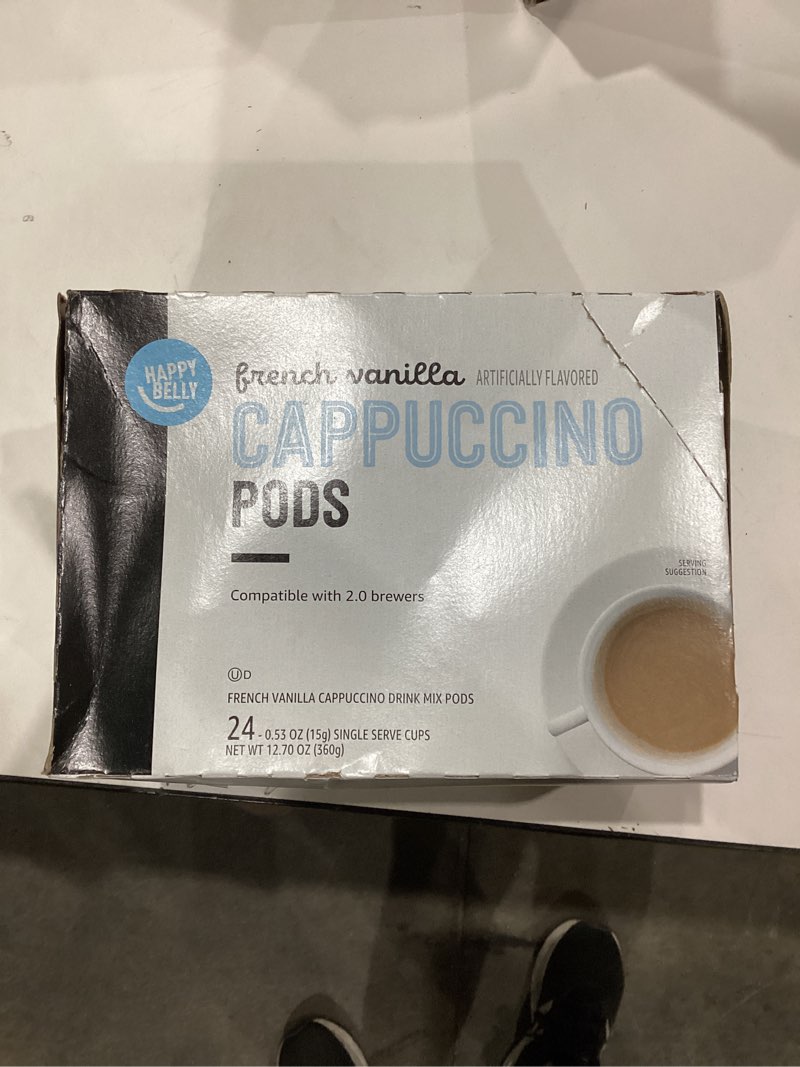 HAPPY
BELLY
french vanilla ARTIFICIALLY FLAVORED
CAPPUCCINO
PODS
Compatible with 2.0 brewers
SERVING
SUGGESTION
Ⓤ D
FRENCH VANILLA CAPPUCCINO DRINK MIX PODS
24 - 0.53 OZ (15g) SINGLE SERVE CUPS
NET WT 12.70 OZ (360g)